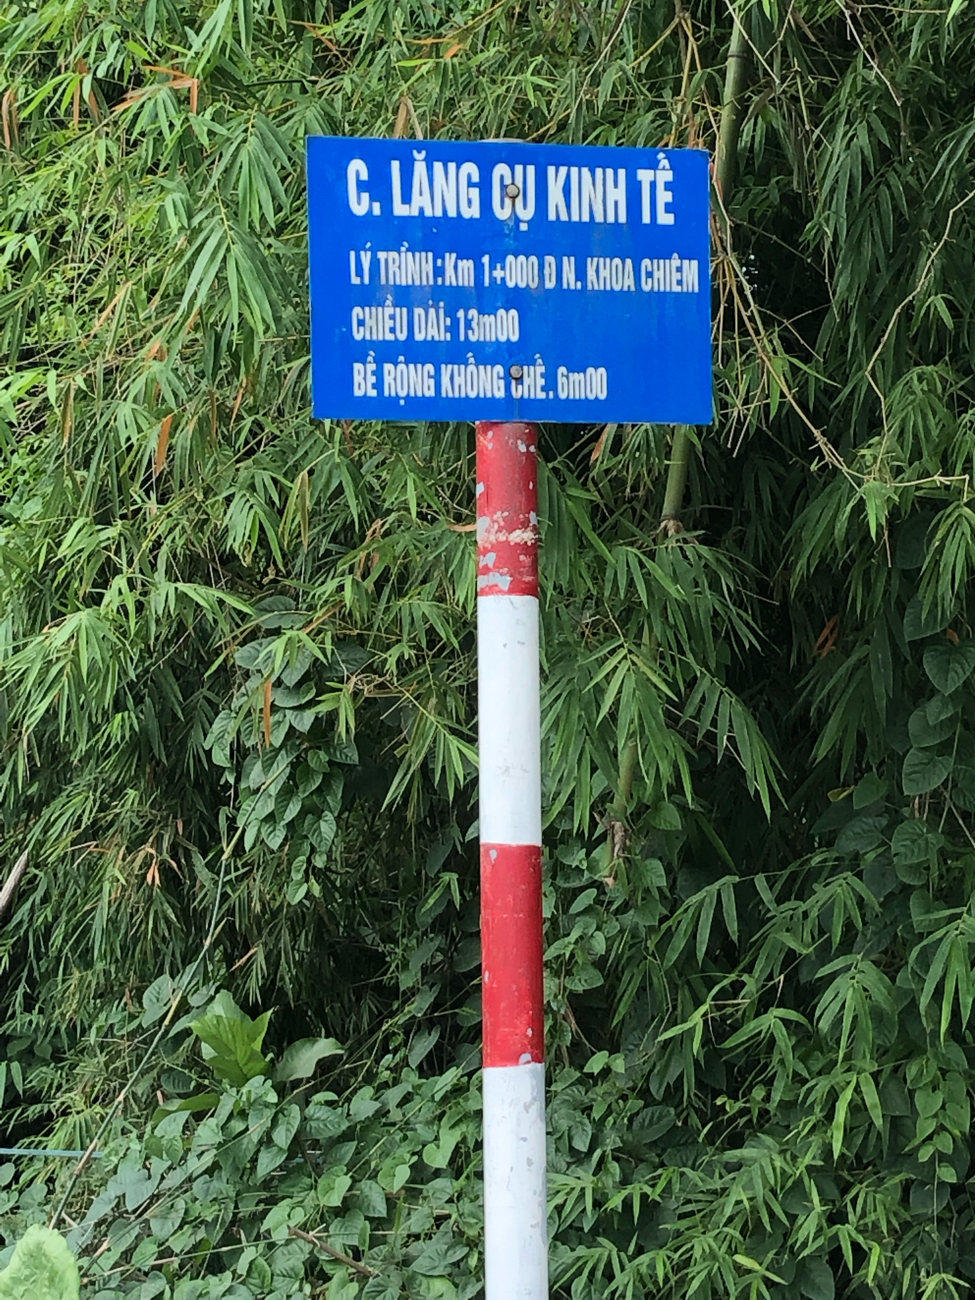 C. LĂNG CỤ KINH TẾ
LÝ TRÌNH: Km 1+000 Đ N. KHOA CHIÊM
CHIỀU DÀI: 13m00
BỀ RỘNG KHỐNG CHẾ. 6m00